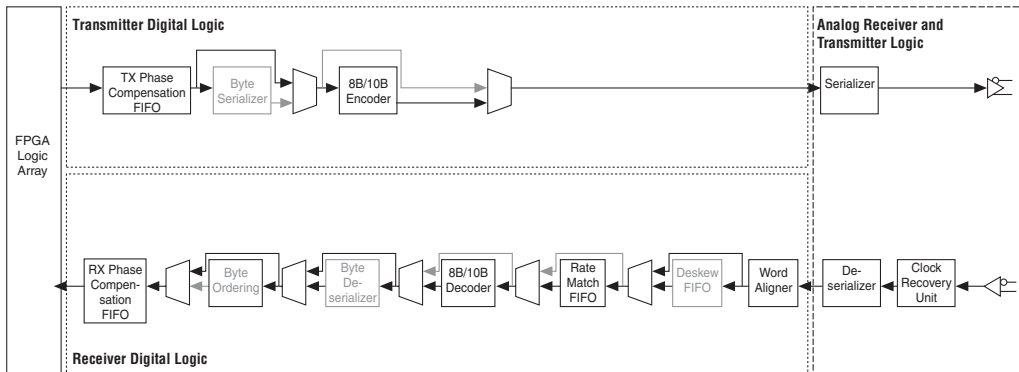 Transmitter Digital Logic
Analog Receiver and
Transmitter Logic
TX Phase
Compensation
FIFO
Byte
Serializer
8B/10B
Encoder
Serializer
FPGA
Logic
Array
RX Phase
Compen-
sation
FIFO
Byte
Ordering
Byte
De-
serializer
8B/10B
Decoder
Rate
Match
FIFO
Deskew
FIFO
Word
Aligner
De-
serializer
Clock
Recovery
Unit
Receiver Digital Logic